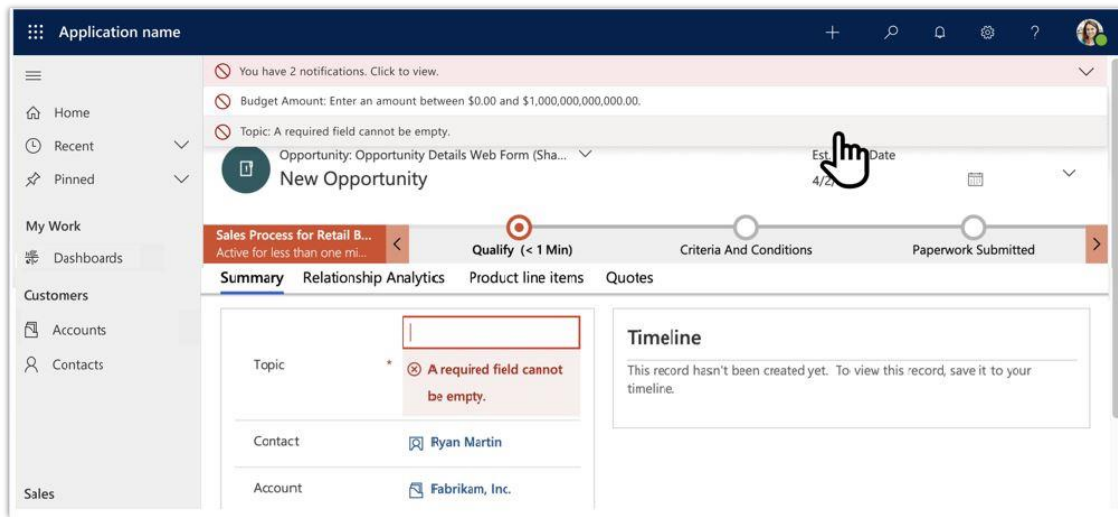 Application name
You have 2 notifications. Click to view.
Budget Amount: Enter an amount between $0.00 and $1,000,000,000,000.00.
Topic: A required field cannot be empty.
Home
Recent
Pinned
My Work
Dashboards
Customers
Accounts
Contacts
Sales
Opportunity: Opportunity Details Web Form (Sha...
New Opportunity
Est. Date
4/2/
Sales Process for Retail B...
Active for less than one mi...
Qualify (< 1 Min)
Criteria And Conditions
Paperwork Submitted
Summary Relationship Analytics Product line items Quotes
Topic *
A required field cannot
be empty.
Contact
Ryan Martin
Account
Fabrikam, Inc.
Timeline
This record hasn't been created yet. To view this record, save it to your
timeline.